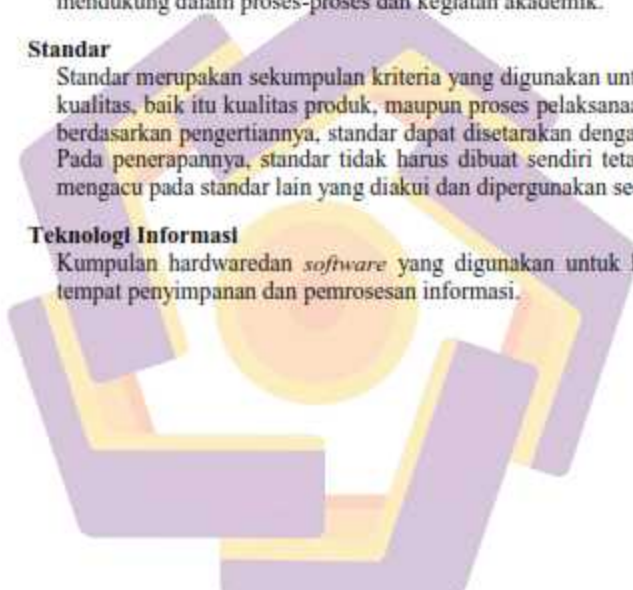 mendukung dalam proses-proses dan kegiatan akademik.
Standar
Standar merupakan sekumpulan kriteria yang digunakan unt
kualitas, baik itu kualitas produk, maupun proses pelaksana
berdasarkan pengertiannya, standar dapat disetarakan denga
Pada penerapannya, standar tidak harus dibuat sendiri teta
mengacu pada standar lain yang diakui dan dipergunakan se
Teknologi Informasi
Kumpulan hardwaredan software yang digunakan untuk
tempat penyimpanan dan pemrosesan informasi.